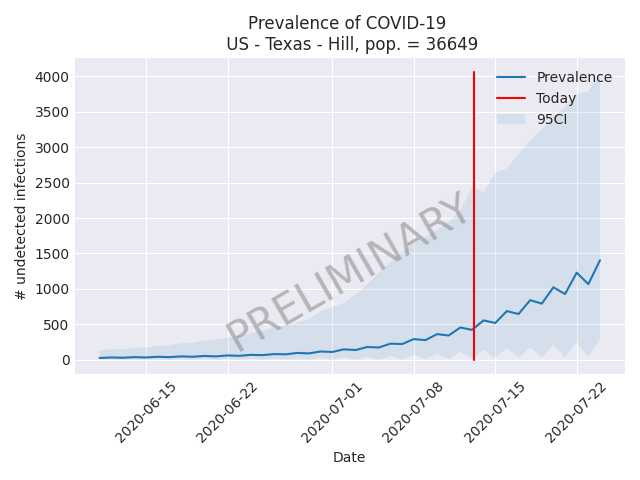 Prevalence of COVID-19
US - Texas - Hill, pop. = 36649
4000
3500
3000
2500
2000
1500
1000
500
0
# undetected infections
Prevalence
Today
95CI
PRELIMINARY
2020-06-15
2020-06-22
2020-07-01
2020-07-08
2020-07-15
2020-07-22
Date